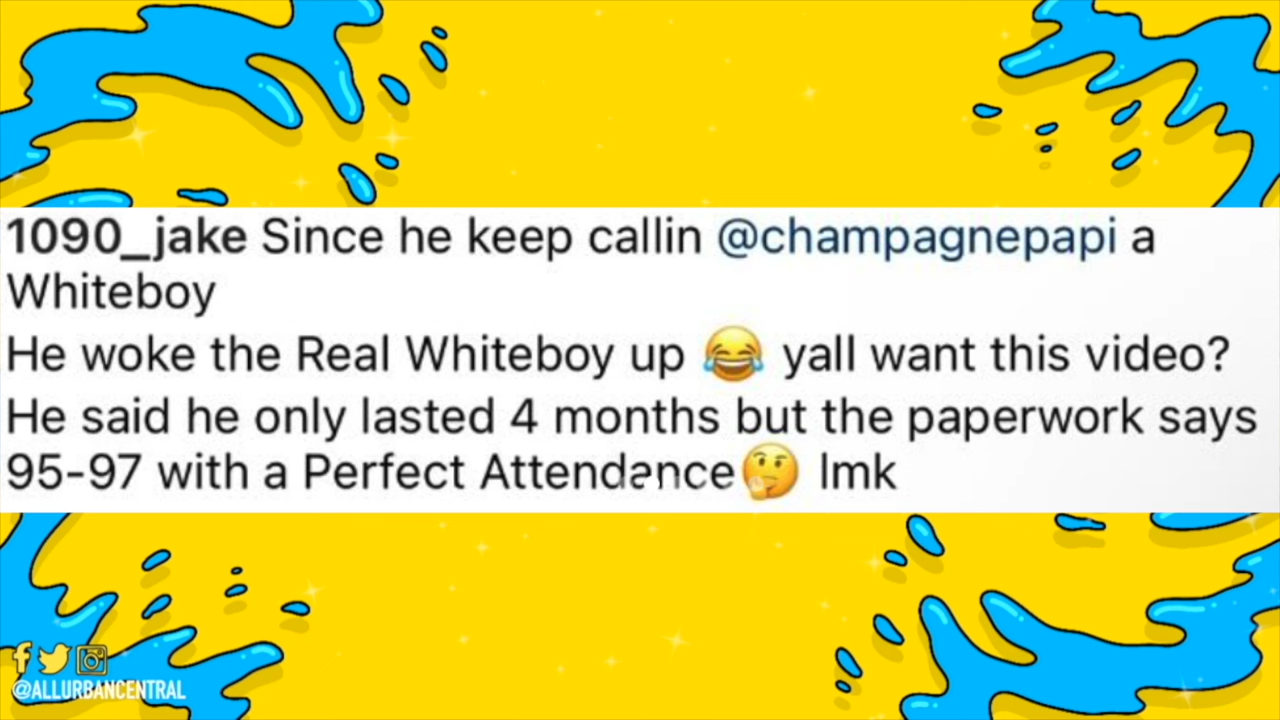 1090_jake Since he keep callin @champagnepapi a
Whiteboy
He woke the Real Whiteboy up 😂 yall want this video?
He said he only lasted 4 months but the paperwork says
95-97 with a Perfect Attendance🤔 lmk
@ALLURBANCENTRAL